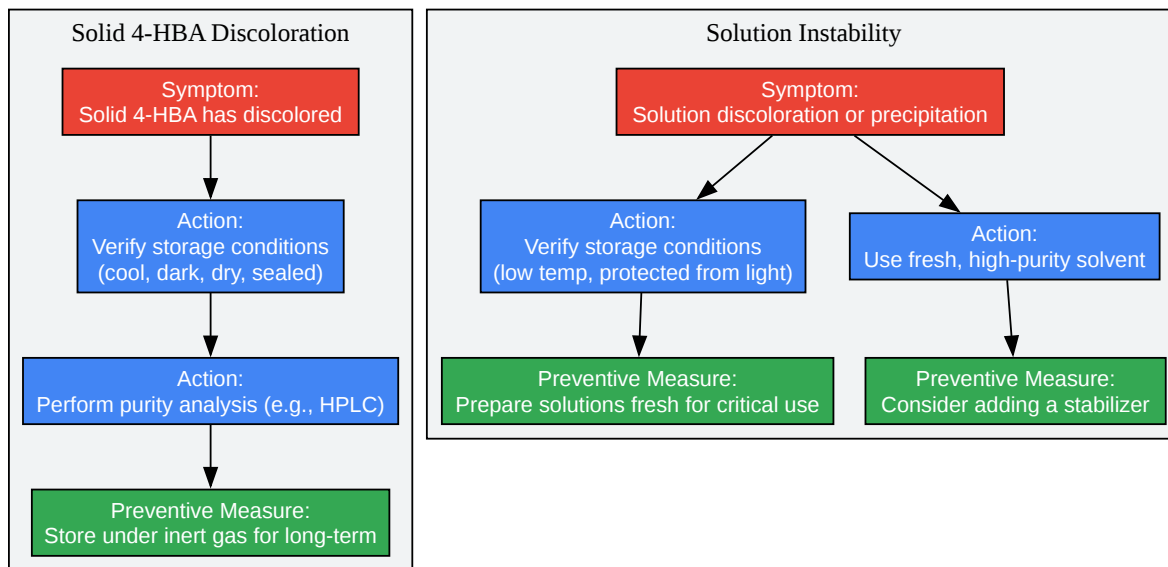 Solid 4-HBA Discoloration
Symptom:
Solid 4-HBA has discolored
Action:
Verify storage conditions
(cool, dark, dry, sealed)
Action:
Perform purity analysis (e.g., HPLC)
Preventive Measure:
Store under inert gas for long-term
Solution Instability
Symptom:
Solution discoloration or precipitation
Action:
Verify storage conditions
(low temp, protected from light)
Action:
Use fresh, high-purity solvent
Preventive Measure:
Prepare solutions fresh for critical use
Preventive Measure:
Consider adding a stabilizer